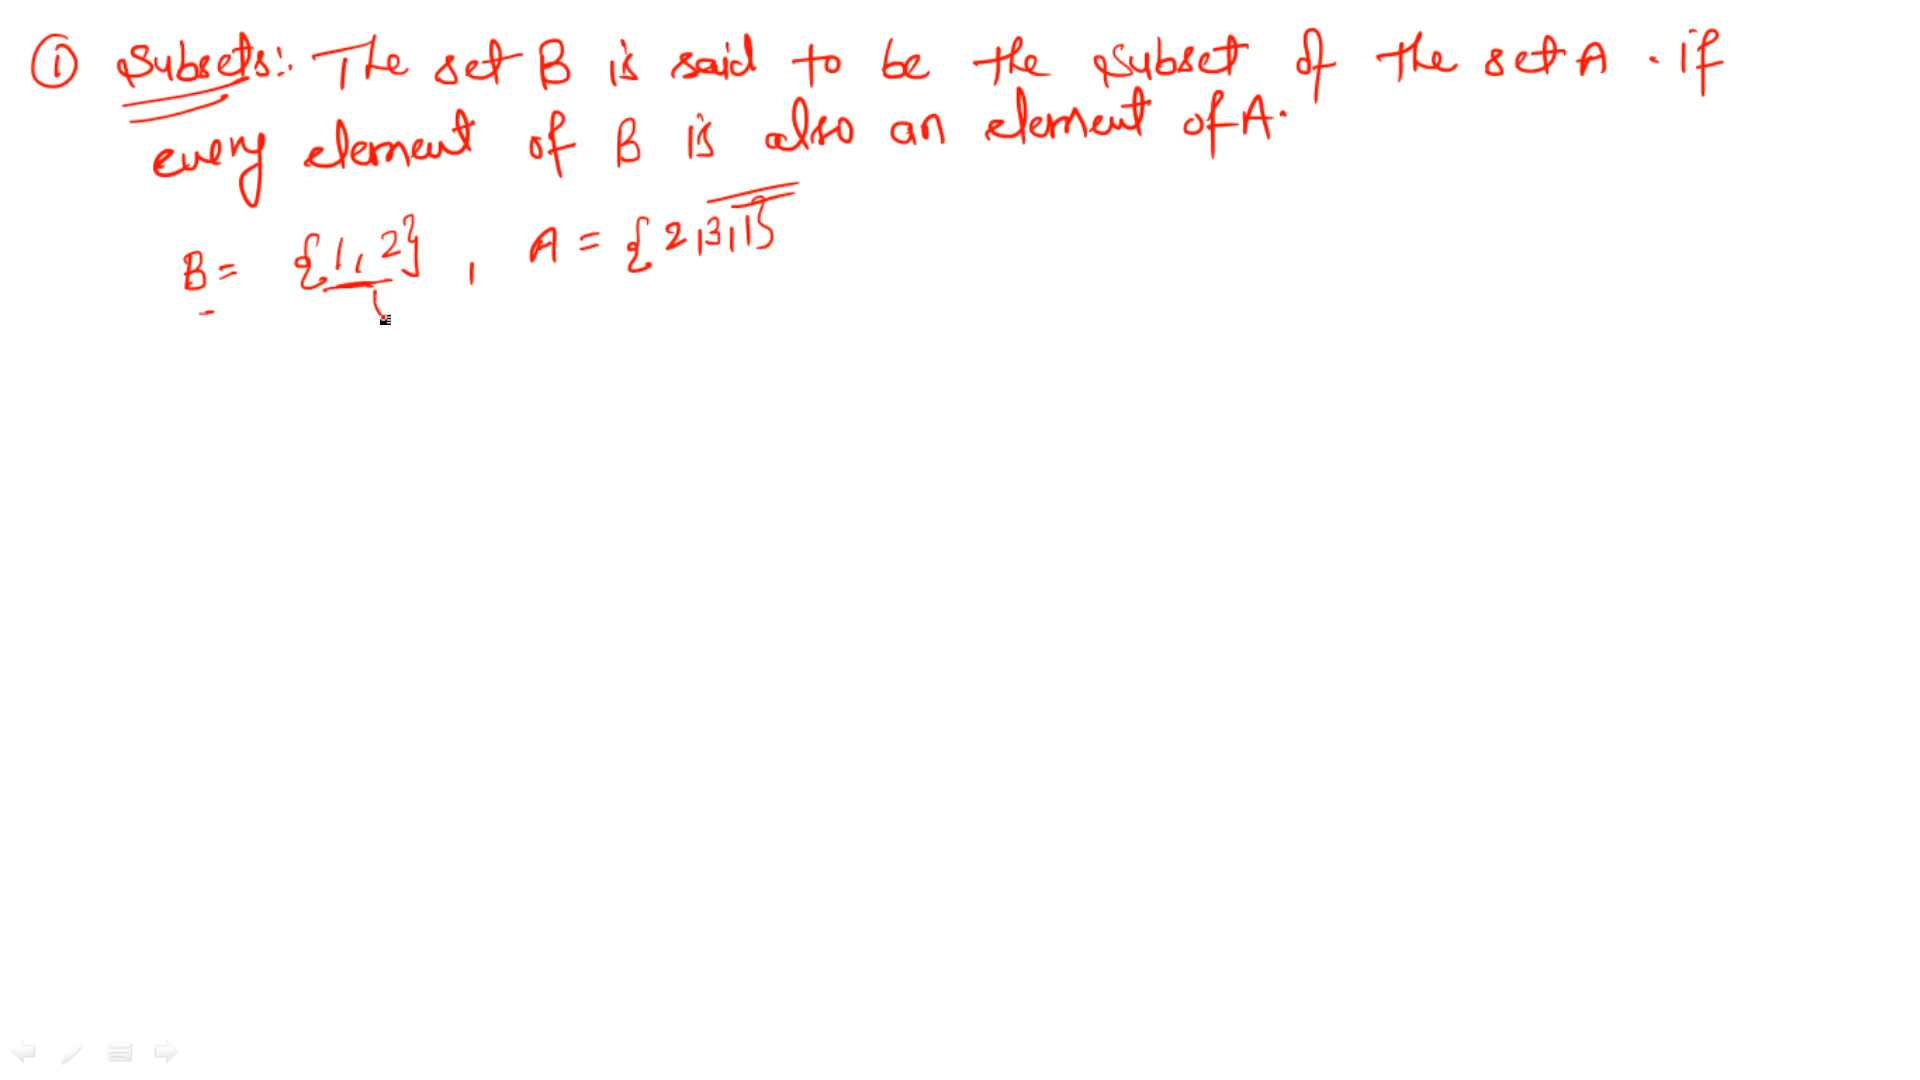 ① Subsets:. The set B is said to be the subset of the set A. if
every element of B is also an element of A.
B = {1, 2} , A = {2,3,1}